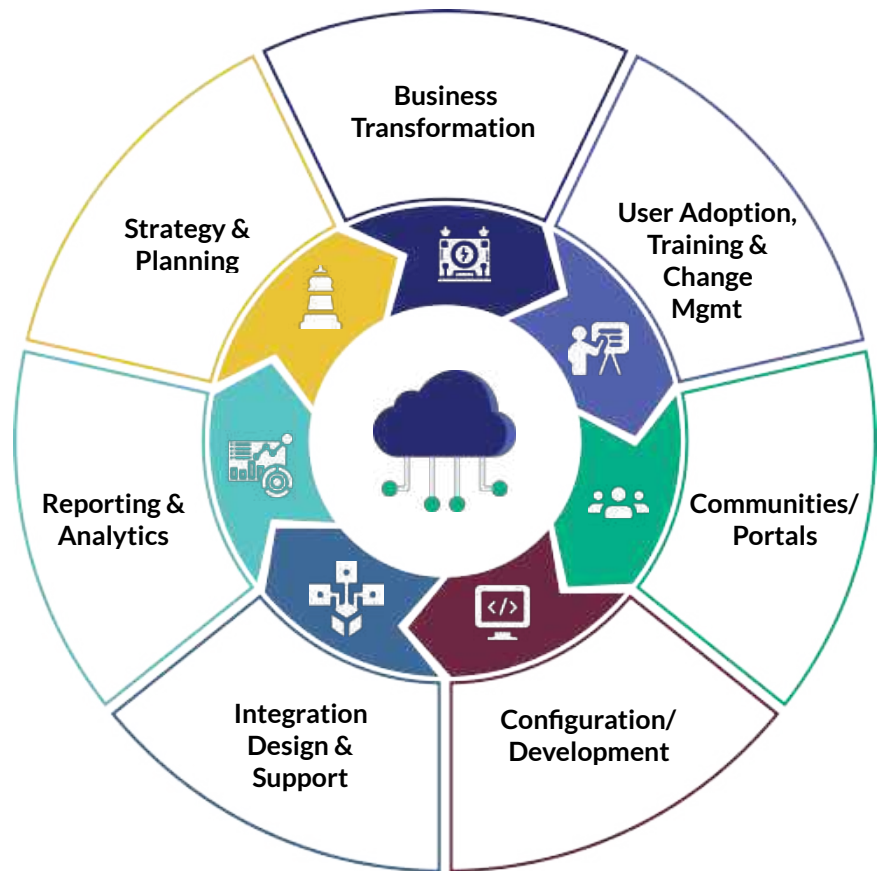 Business
Transformation
User Adoption,
Training &
Change
Mgmt
Communities/
Portals
Configuration/
Development
Integration
Design &
Support
Reporting &
Analytics
Strategy &
Planning